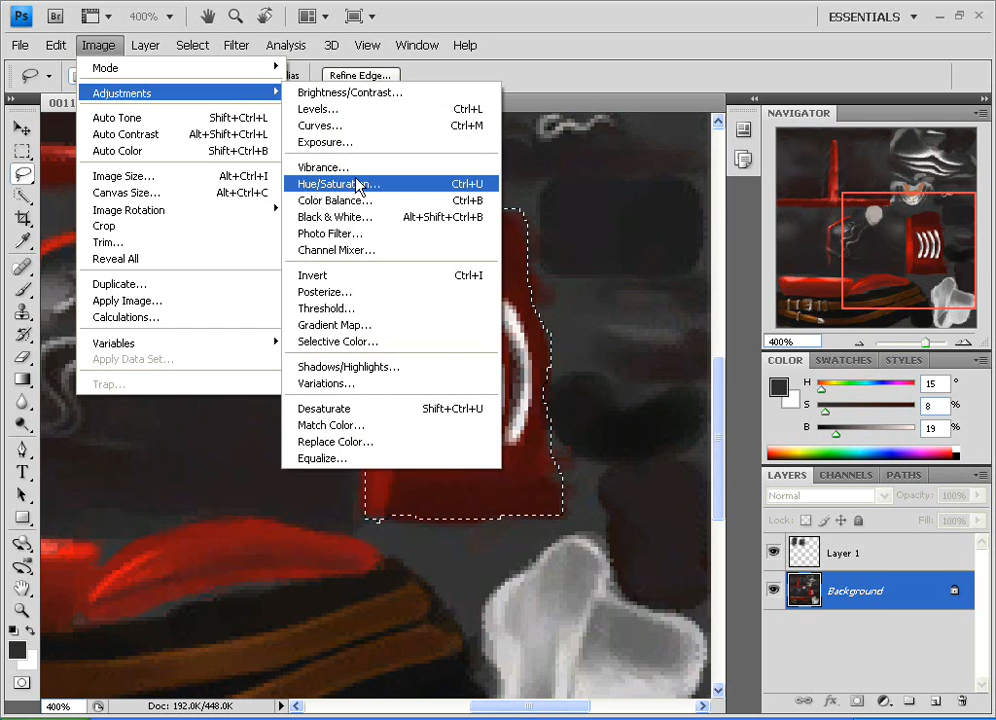 Ps Br 400% ESSENTIALS
File Edit Image Layer Select Filter Analysis 3D View Window Help
Refine Edge...
Mode
Adjustments
Auto Tone Shift+Ctrl+L
Auto Contrast Alt+Shift+Ctrl+L
Auto Color Shift+Ctrl+B
Image Size... Alt+Ctrl+I
Canvas Size... Alt+Ctrl+C
Image Rotation
Crop
Trim...
Reveal All
Duplicate...
Apply Image...
Calculations...
Variables
Apply Data Set...
Trap...
Brightness/Contrast...
Levels... Ctrl+L
Curves... Ctrl+M
Exposure...
Vibrance...
Hue/Saturation... Ctrl+U
Color Balance... Ctrl+B
Black & White... Alt+Shift+Ctrl+B
Photo Filter...
Channel Mixer...
Invert Ctrl+I
Posterize...
Threshold...
Gradient Map...
Selective Color...
Shadows/Highlights...
Variations...
Desaturate Shift+Ctrl+U
Match Color...
Replace Color...
Equalize...
NAVIGATOR
400%
COLOR SWATCHES STYLES
H 15 °
S 8 %
B 19 %
LAYERS CHANNELS PATHS
Normal Opacity: 100%
Lock: Fill: 100%
Layer 1
Background
400% Doc: 192.0K/448.0K